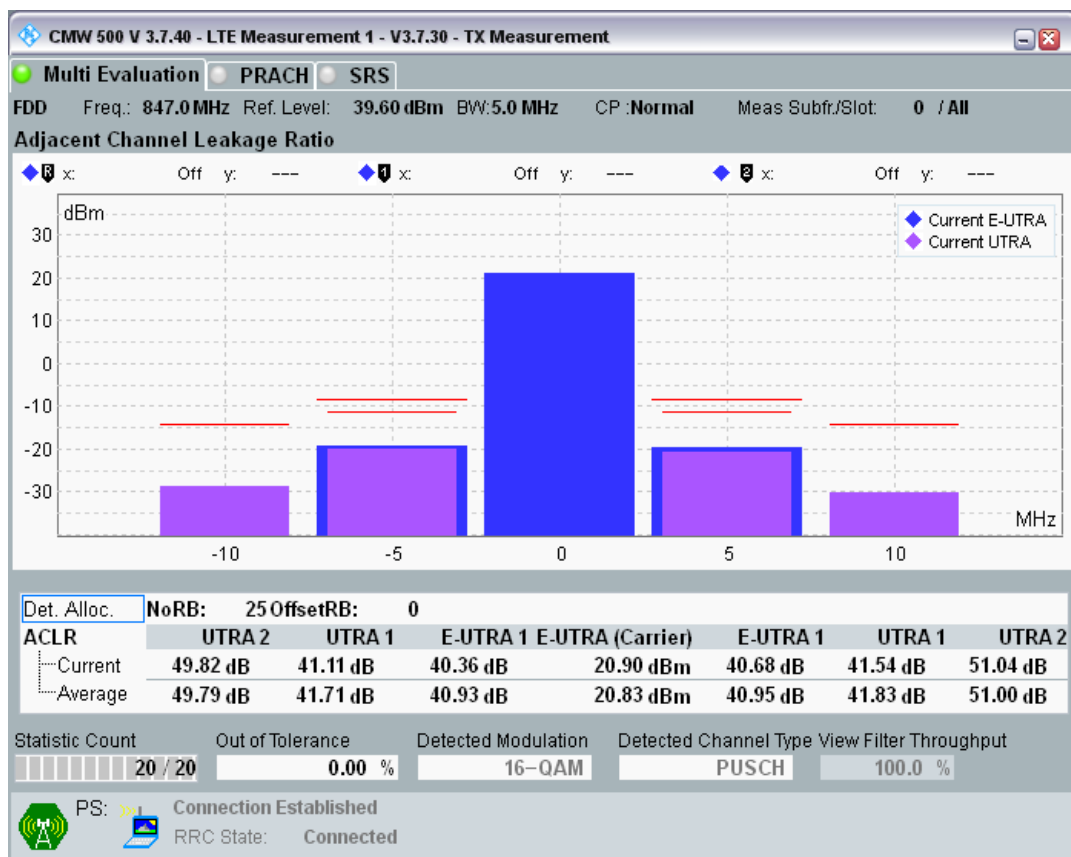 CMW 500 V 3.7.40 - LTE Measurement 1 - V3.7.30 - TX Measurement
Multi Evaluation PRACH SRS
FDD Freq.: 847.0 MHz Ref. Level: 39.60 dBm BW:5.0 MHz CP :Normal Meas Subfr./Slot: 0 / All
Adjacent Channel Leakage Ratio
R x: Off y: --- 1 x: Off y: --- 2 x: Off y: ---
dBm
Current E-UTRA
Current UTRA
30
20
10
0
-10
-20
-30
MHz
-10 -5 0 5 10
Det. Alloc. NoRB: 25 OffsetRB: 0
ACLR UTRA 2 UTRA 1 E-UTRA 1 E-UTRA (Carrier) E-UTRA 1 UTRA 1 UTRA 2
Current 49.82 dB 41.11 dB 40.36 dB 20.90 dBm 40.68 dB 41.54 dB 51.04 dB
Average 49.79 dB 41.71 dB 40.93 dB 20.83 dBm 40.95 dB 41.83 dB 51.00 dB
Statistic Count Out of Tolerance Detected Modulation Detected Channel Type View Filter Throughput
20 / 20 0.00 % 16-QAM PUSCH 100.0 %
PS: Connection Established
RRC State: Connected